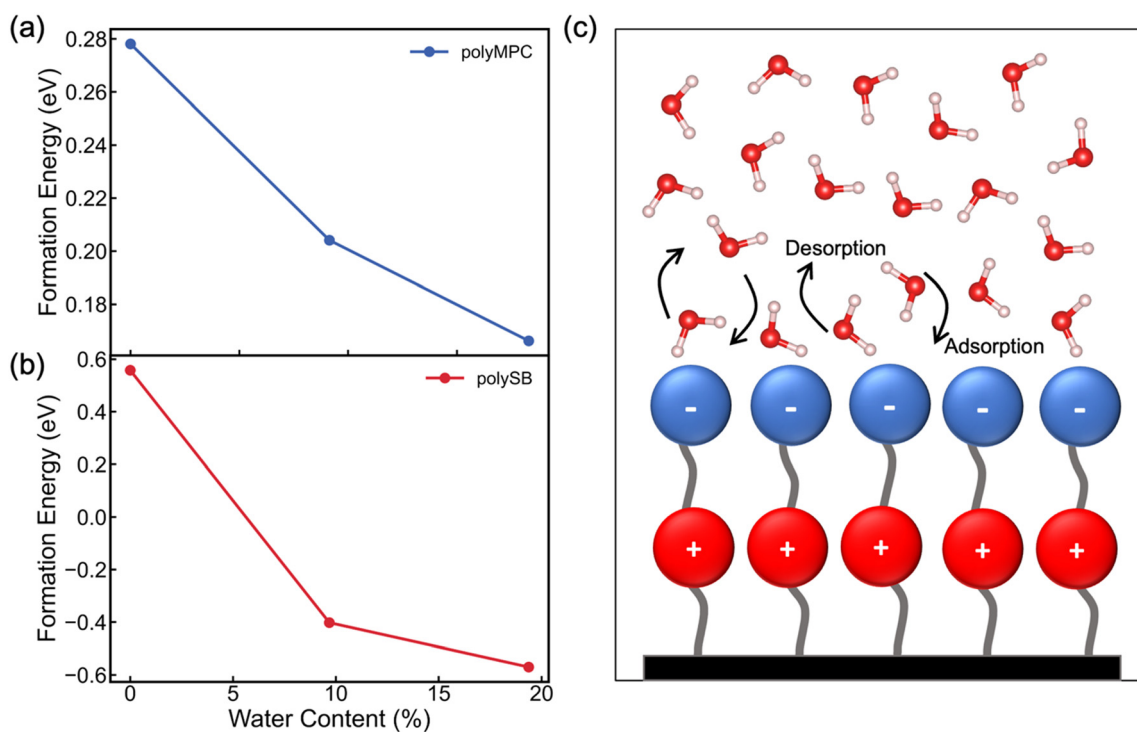 (a)
polyMPC
0.28
0.26
0.24
0.22
0.20
0.18
Formation Energy (eV)
(b)
polySB
0.6
0.4
0.2
0.0
−0.2
−0.4
−0.6
Formation Energy (eV)
0 5 10 15 20
Water Content (%)
(c)
Desorption
Adsorption
- - - - -
+ + + + +